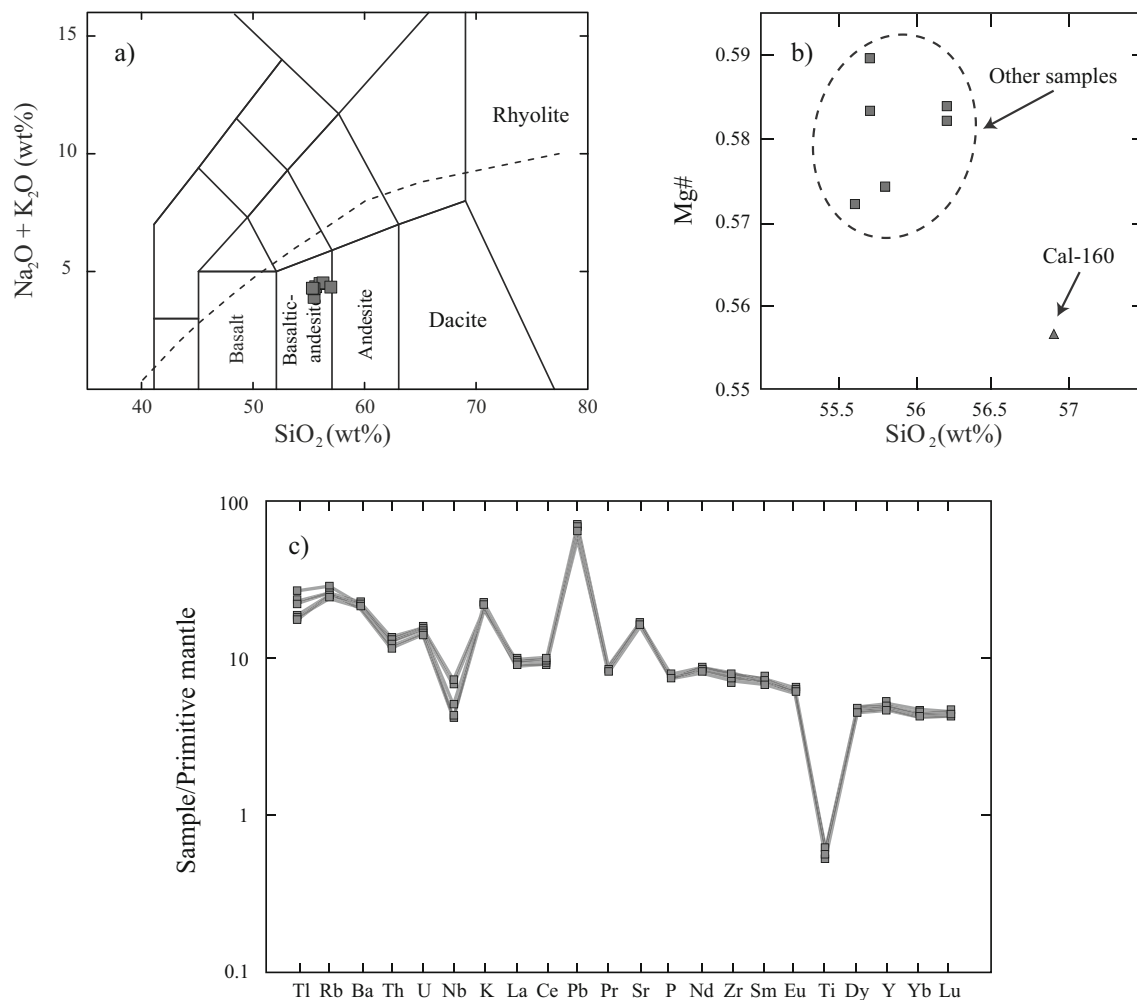 a)
15
10
5
Na₂O + K₂O (wt%)
Rhyolite
Basalt
Basaltic-
andesite
Andesite
Dacite
40
50
60
70
80
SiO₂ (wt%)
b)
0.59
0.58
0.57
0.56
0.55
Mg#
Other samples
Cal-160
55.5
56
56.5
57
SiO₂ (wt%)
c)
100
10
1
0.1
Sample/Primitive mantle
Tl Rb Ba Th U Nb K La Ce Pb Pr Sr P Nd Zr Sm Eu Ti Dy Y Yb Lu